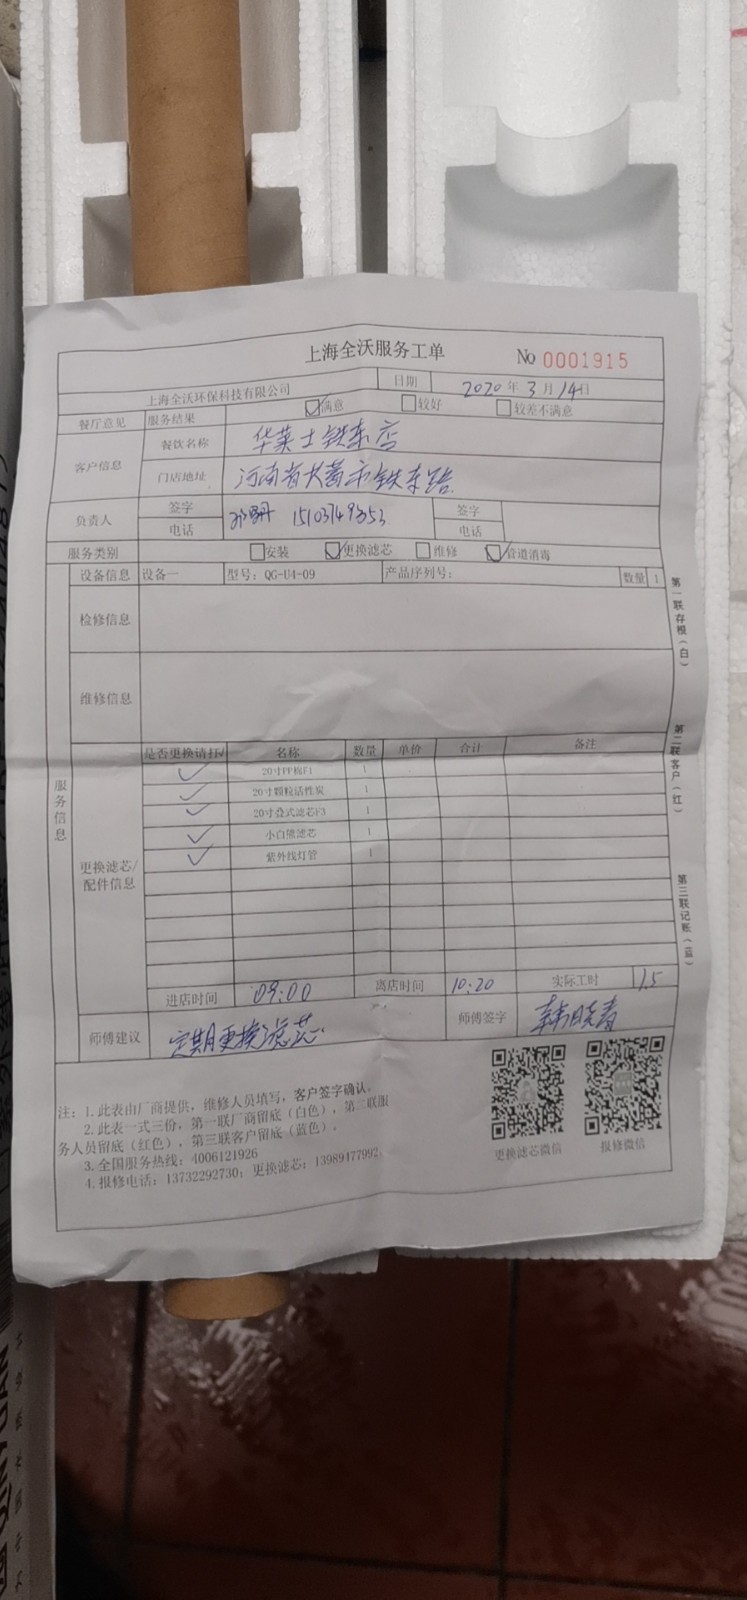 上海全沃服务工单 No 0001915
上海全沃环保科技有限公司 日期 2020年3月14日
餐厅意见 服务结果 满意 较好 较差不满意
客户信息 餐饮名称 华莱士铁东店
门店地址 河南省长葛市铁东路
负责人 签字 签字
电话 15103749853 电话
服务类别 安装 更换滤芯 维修 管道消毒
服务信息
设备信息 设备一 型号: QG-U4-09 产品序列号: 数量 1
检修信息
维修信息
更换滤芯/配件信息
是否更换请打√ 名称 数量 单价 合计 备注
✓ 20寸PP棉F1 1
✓ 20寸颗粒活性炭 1
✓ 20寸叠式滤芯F3 1
✓ 小白熊滤芯 1
✓ 紫外线灯管 1
进店时间 09:00 离店时间 10:20 实际工时 1.5
师傅建议 定期更换滤芯. 师傅签字 韩晓青
注: 1.此表由厂商提供，维修人员填写，客户签字确认。
2.此表一式三份，第一联厂商留底（白色），第二联服
务人员留底（红色），第三联客户留底（蓝色）。
3.全国服务热线: 4006121926
4.报修电话: 13732292730; 更换滤芯: 13989477992
更换滤芯微信 报修微信
第一联存根（白）
第二联客户（红）
第三联记账（蓝）